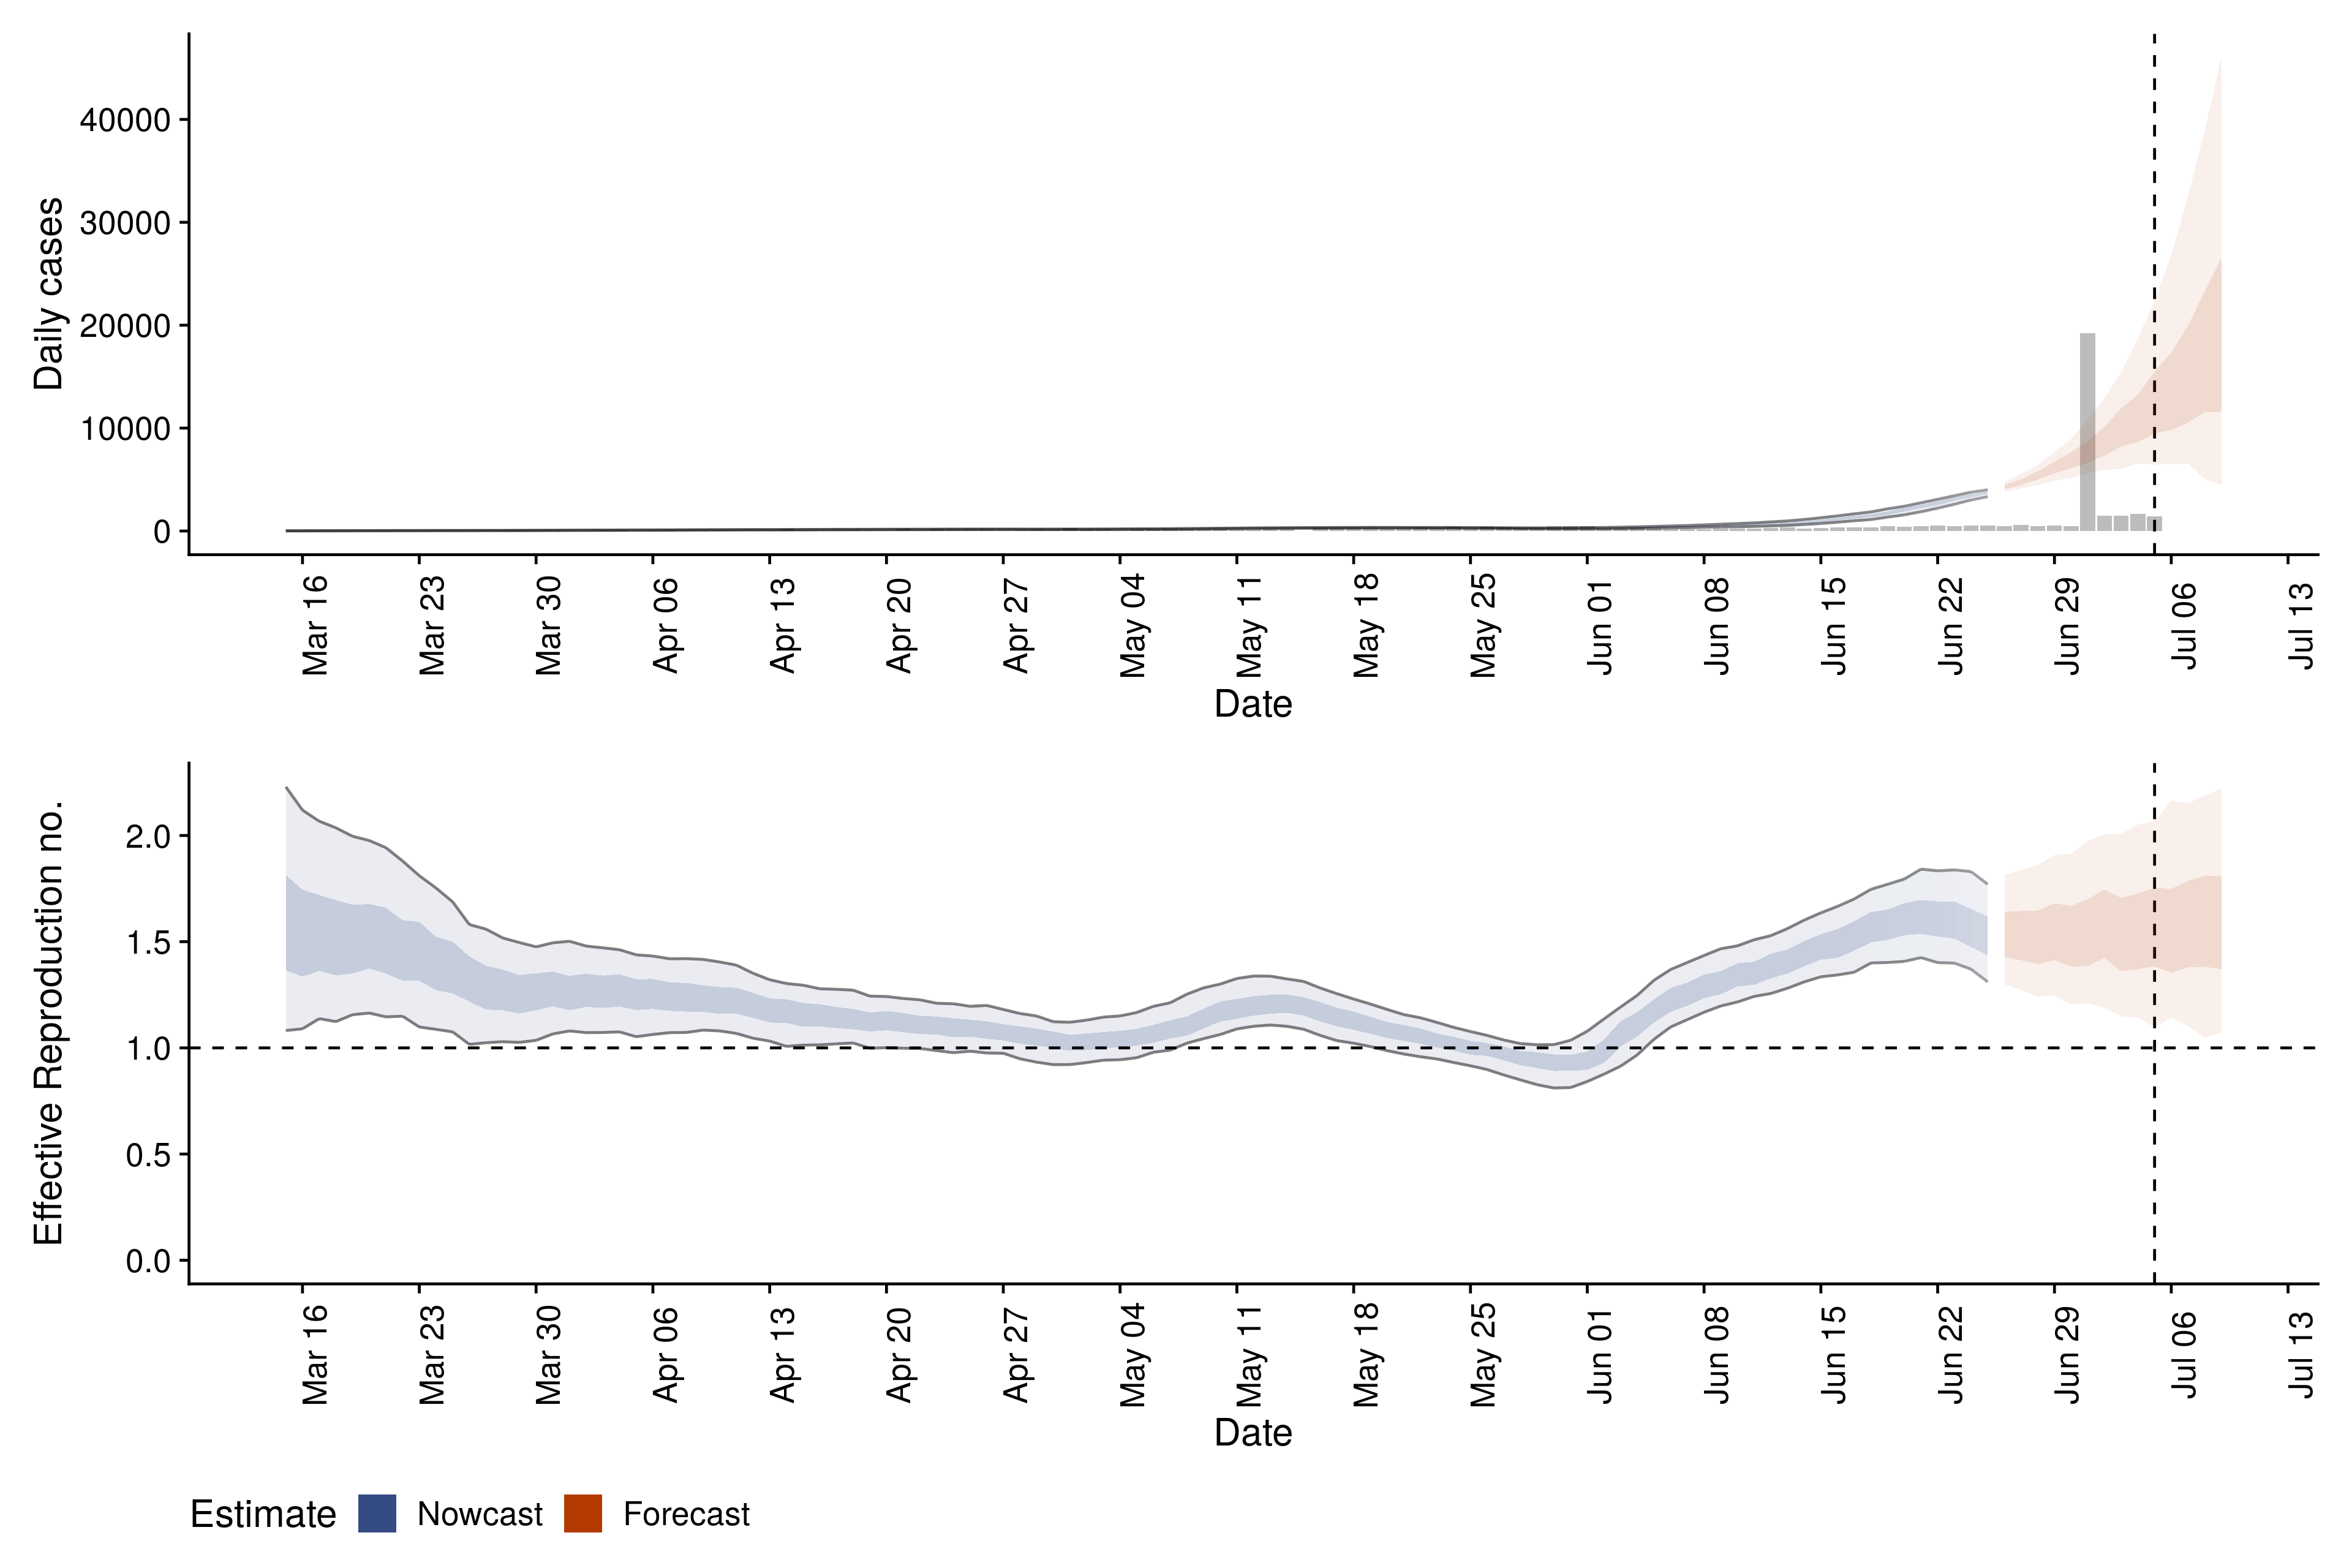 Daily cases
40000
30000
20000
10000
0
Mar 16
Mar 23
Mar 30
Apr 06
Apr 13
Apr 20
Apr 27
May 04
May 11
May 18
May 25
Jun 01
Jun 08
Jun 15
Jun 22
Jun 29
Jul 06
Jul 13
Date
Effective Reproduction no.
2.0
1.5
1.0
0.5
0.0
Mar 16
Mar 23
Mar 30
Apr 06
Apr 13
Apr 20
Apr 27
May 04
May 11
May 18
May 25
Jun 01
Jun 08
Jun 15
Jun 22
Jun 29
Jul 06
Jul 13
Date
Estimate Nowcast Forecast